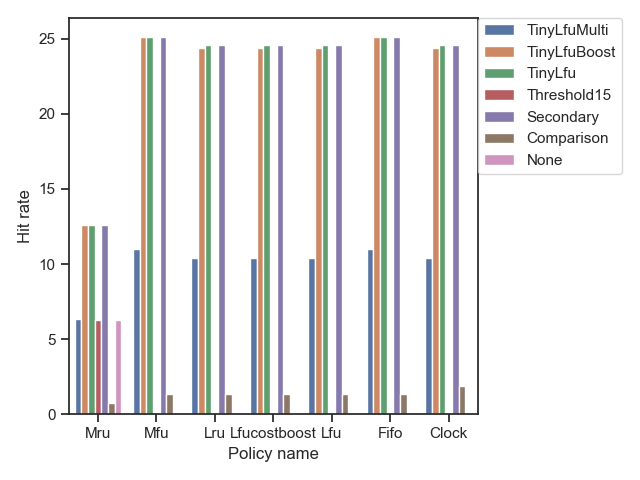 TinyLfuMulti
TinyLfuBoost
TinyLfu
Threshold15
Secondary
Comparison
None
Hit rate
25
20
15
10
5
0
Mru Mfu Lru Lfucostboost Lfu Fifo Clock
Policy name